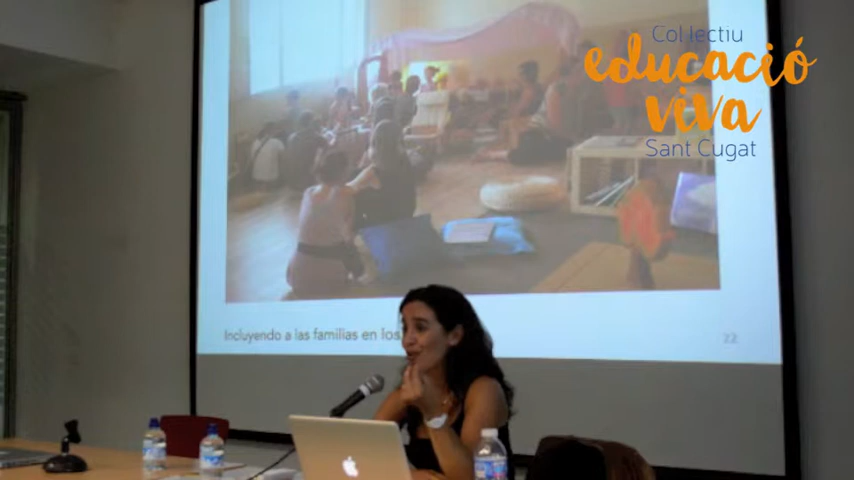 Col·lectiu
educació
viva
Sant Cugat
Incluyendo a las familias en los
22